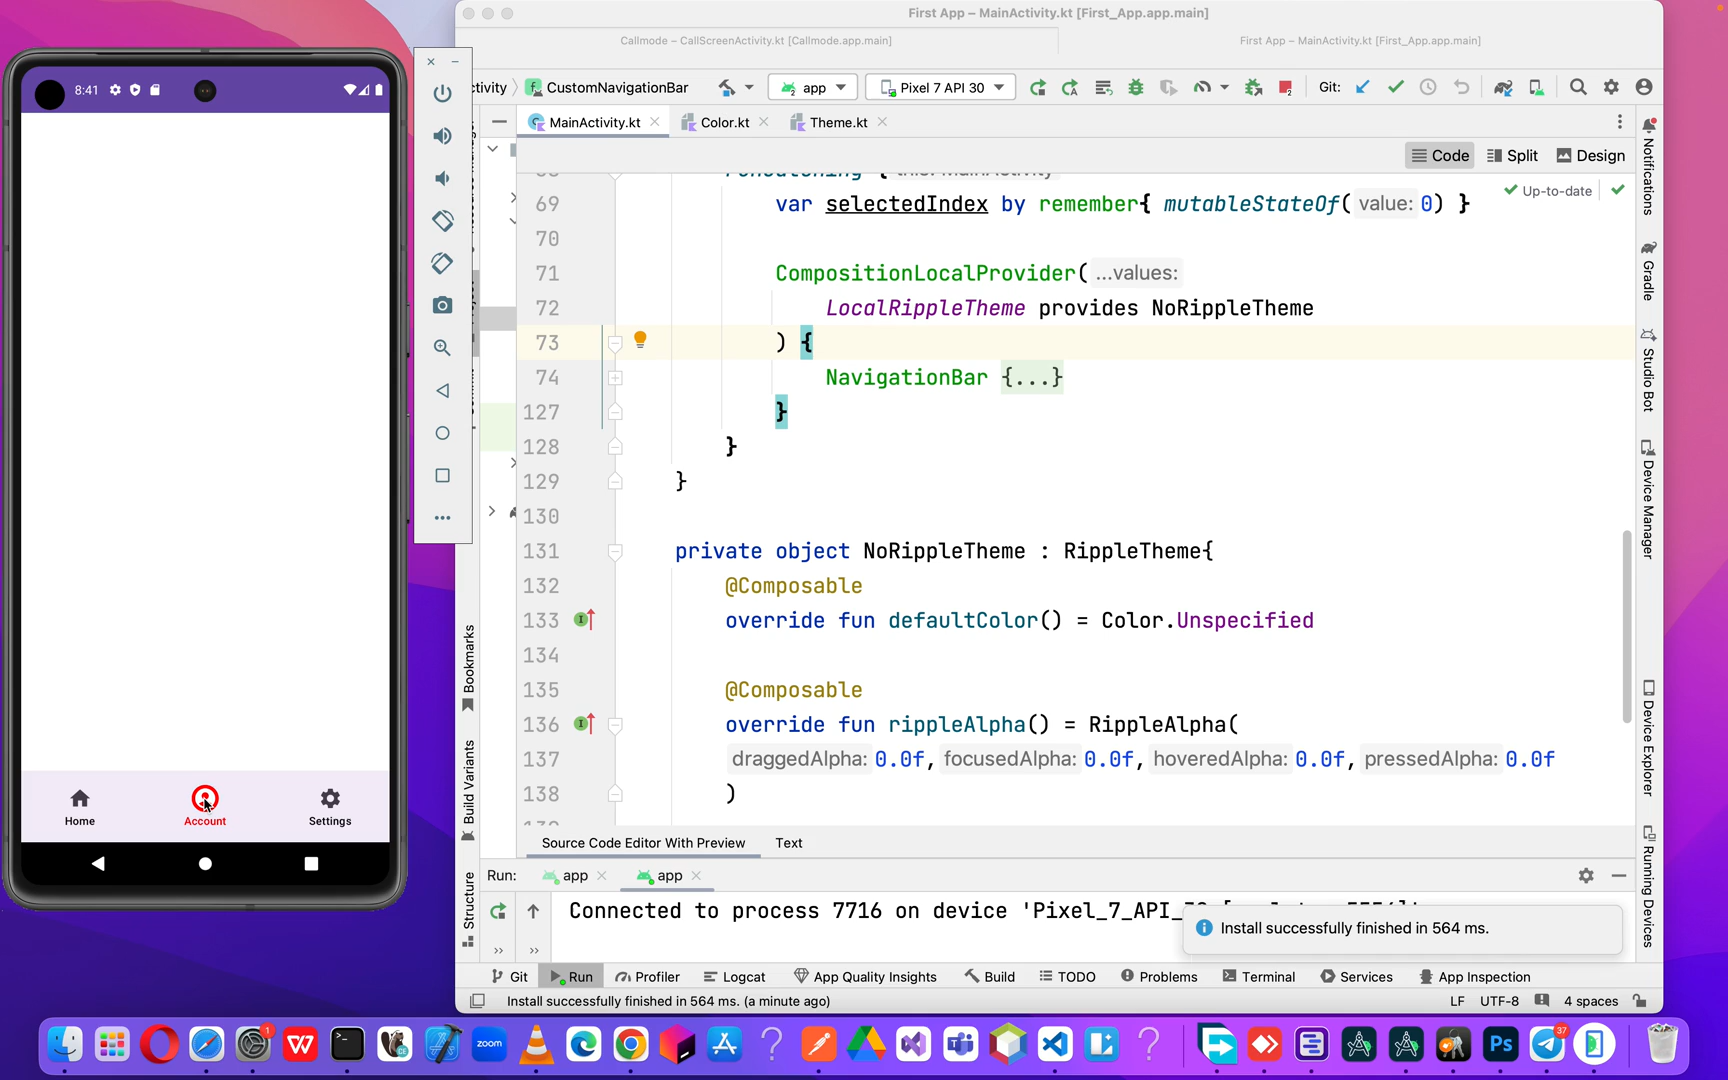 First App – MainActivity.kt [First_App.app.main]
Callmode – CallScreenActivity.kt [Callmode.app.main]
First App – MainActivity.kt [First_App.app.main]
8:41
ctivity
CustomNavigationBar
app
Pixel 7 API 30
Git:
MainActivity.kt
Color.kt
Theme.kt
Code
Split
Design
Up-to-date
69 var selectedIndex by remember{ mutableStateOf( value: 0) }
70
71 CompositionLocalProvider( ...values:
72 LocalRippleTheme provides NoRippleTheme
73 ) {
74 NavigationBar {...}
127 }
128 }
129 }
130
131 private object NoRippleTheme : RippleTheme{
132 @Composable
133 override fun defaultColor() = Color.Unspecified
134
135 @Composable
136 override fun rippleAlpha() = RippleAlpha(
137 draggedAlpha: 0.0f, focusedAlpha: 0.0f, hoveredAlpha: 0.0f, pressedAlpha: 0.0f
138 )
Home
Account
Settings
Source Code Editor With Preview
Text
Run:
app
app
Connected to process 7716 on device 'Pixel_7_API_
Install successfully finished in 564 ms.
Git
Run
Profiler
Logcat
App Quality Insights
Build
TODO
Problems
Terminal
Services
App Inspection
Install successfully finished in 564 ms. (a minute ago)
LF
UTF-8
4 spaces
Bookmarks
Build Variants
Structure
Notifications
Gradle
Studio Bot
Device Manager
Device Explorer
Running Devices
1
zoom
Ps
37